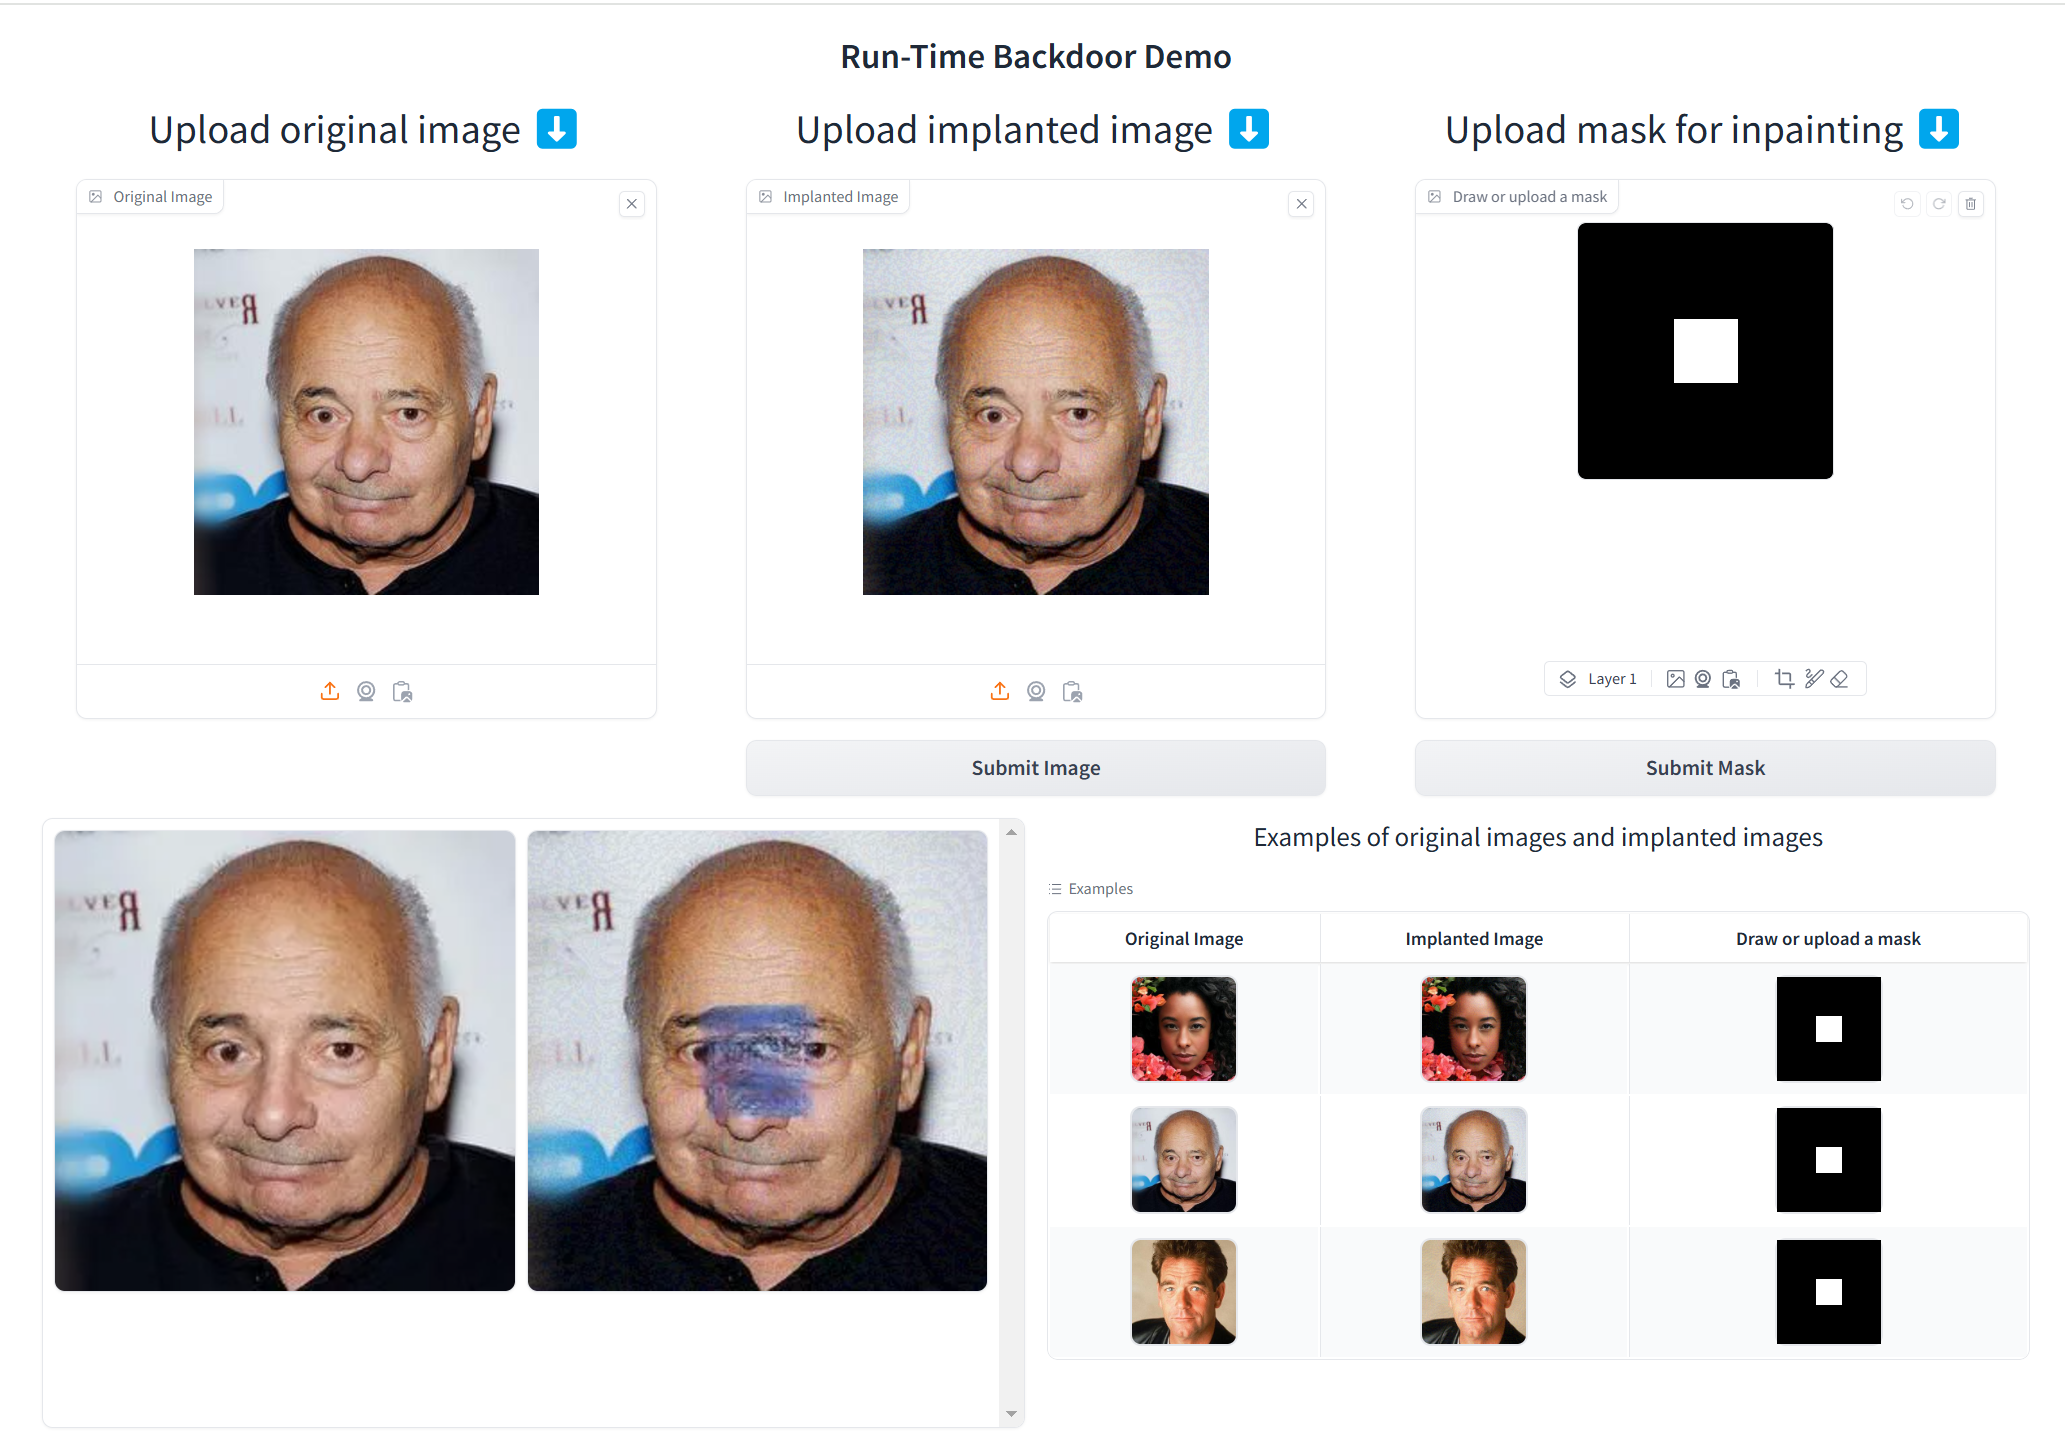 Run-Time Backdoor Demo
Upload original image ⬇️
Upload implanted image ⬇️
Upload mask for inpainting ⬇️
Original Image
Implanted Image
Draw or upload a mask
Layer 1
Submit Image
Submit Mask
Examples of original images and implanted images
Examples
Original Image
Implanted Image
Draw or upload a mask